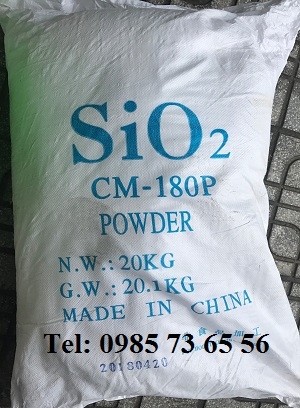 SiO2
CM-180P
POWDER
N.W.: 20KG
G.W.: 20.1KG
MADE IN CHINA
Tel: 0985 73 65 56
20180420